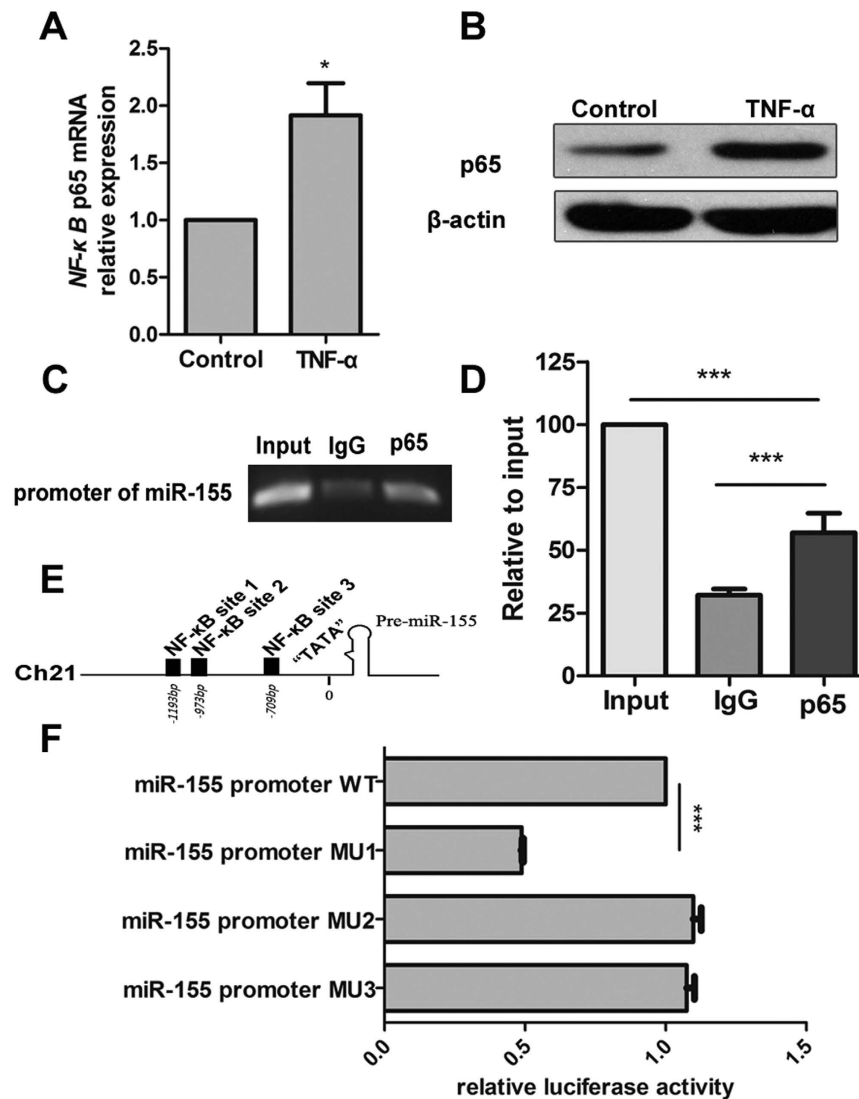 A
NF-κ B p65 mRNA
relative expression
2.5
2.0
1.5
1.0
0.5
0.0
*
Control
TNF-α
B
Control
TNF-α
p65
β-actin
C
Input
IgG
p65
promoter of miR-155
D
Relative to input
125
100
75
50
25
0
***
***
Input
IgG
p65
E
NF-κB site 1
NF-κB site 2
NF-κB site 3
“TATA”
Pre-miR-155
Ch21
-1193bp
-973bp
-709bp
0
F
miR-155 promoter WT
miR-155 promoter MU1
miR-155 promoter MU2
miR-155 promoter MU3
***
0.0
0.5
1.0
1.5
relative luciferase activity